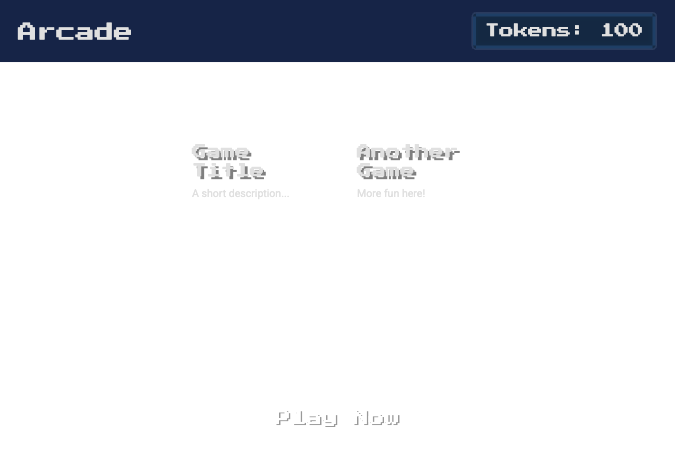 Arcade
Tokens: 100
Game
Title
A short description...
Another
Game
More fun here!
Play Now